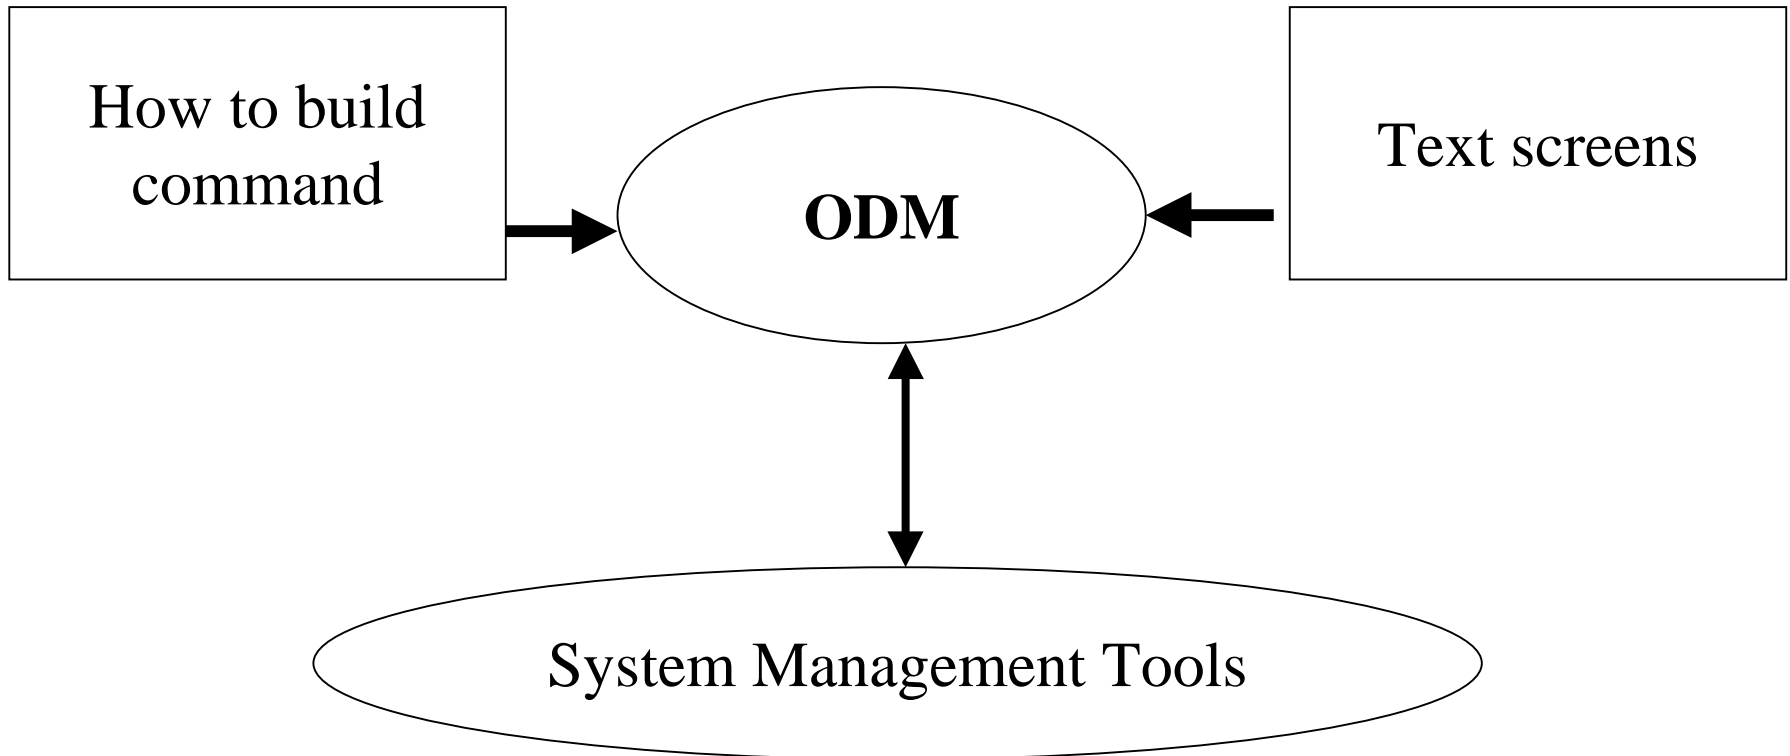 How to build
command
ODM
Text screens
System Management Tools